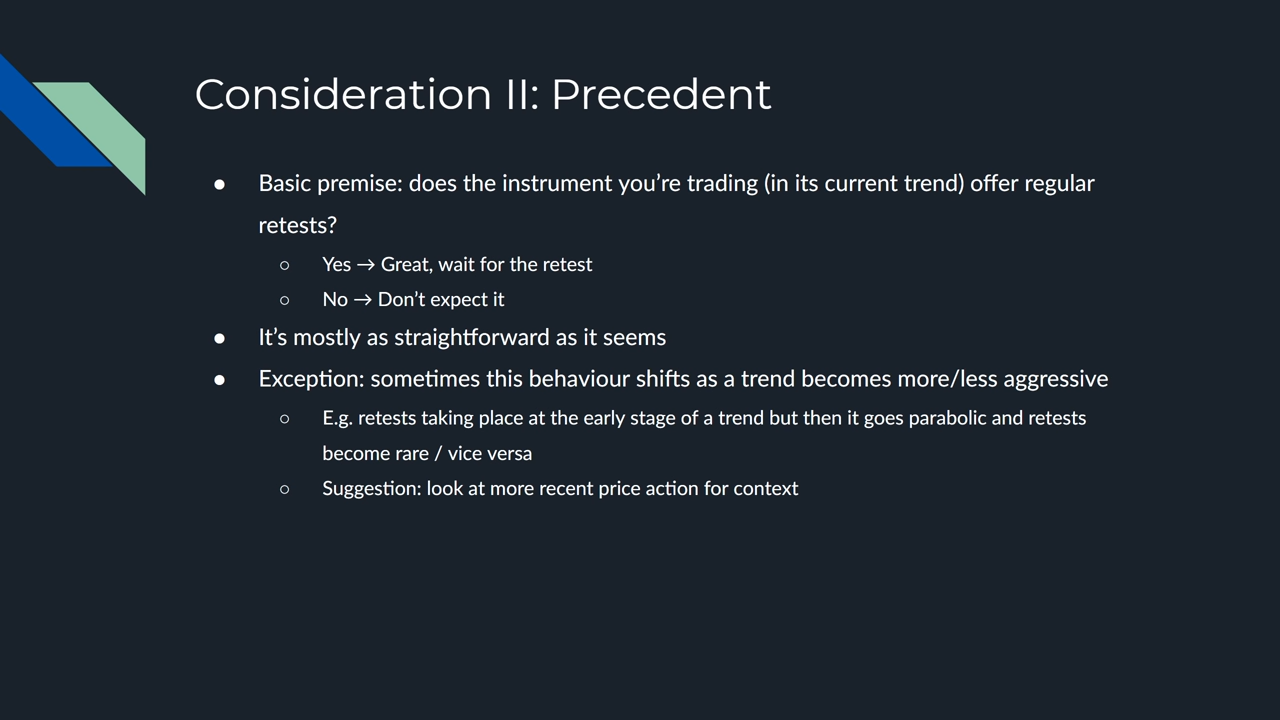 Consideration II: Precedent
● Basic premise: does the instrument you’re trading (in its current trend) offer regular
retests?
○ Yes → Great, wait for the retest
○ No → Don’t expect it
● It’s mostly as straightforward as it seems
● Exception: sometimes this behaviour shifts as a trend becomes more/less aggressive
○ E.g. retests taking place at the early stage of a trend but then it goes parabolic and retests
become rare / vice versa
○ Suggestion: look at more recent price action for context